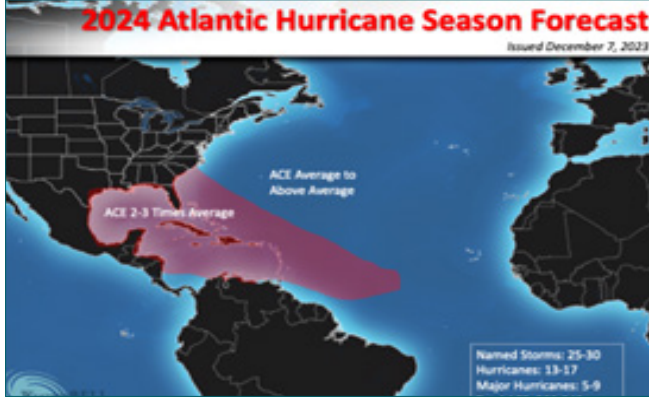 2024 Atlantic Hurricane Season Forecast
Issued December 7, 2023
ACE Average to
Above Average
ACE 2-3 Times Average
Named Storms: 25-30
Hurricanes: 13-17
Major Hurricanes: 5-9